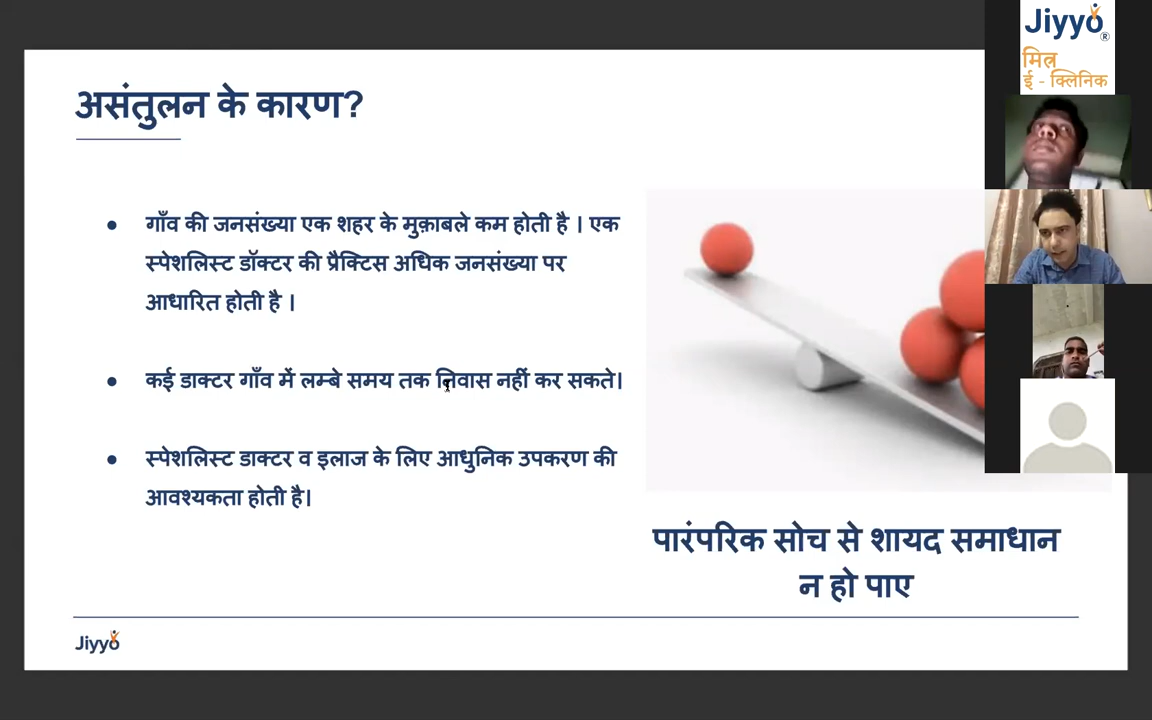 असंतुलन के कारण?
गाँव की जनसंख्या एक शहर के मुक़ाबले कम होती है । एक
स्पेशलिस्ट डॉक्टर की प्रैक्टिस अधिक जनसंख्या पर
आधारित होती है ।
कई डाक्टर गाँव में लम्बे समय तक निवास नहीं कर सकते।
स्पेशलिस्ट डाक्टर व इलाज के लिए आधुनिक उपकरण की
आवश्यकता होती है।
पारंपरिक सोच से शायद समाधान
न हो पाए
Jiyyo
Jiyyo®
मित्र
ई - क्लिनिक